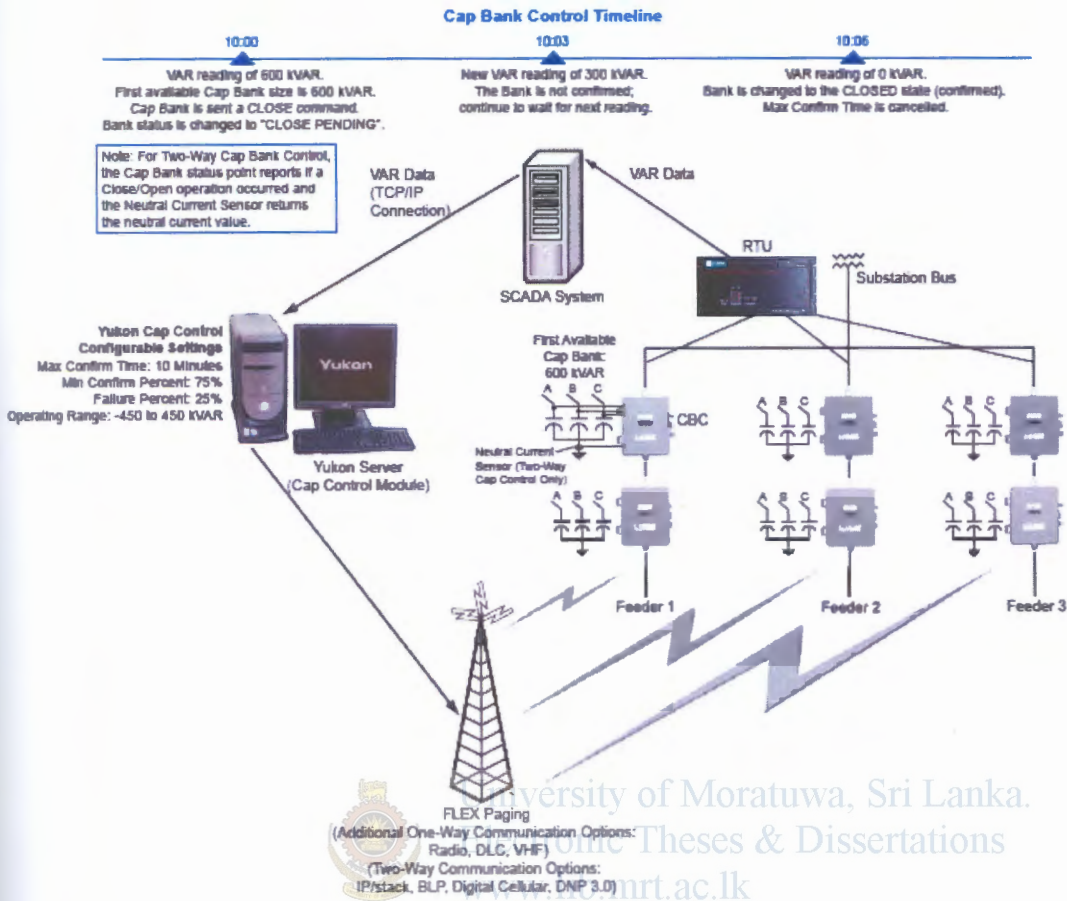 Cap Bank Control Timeline
10:00
10:03
10:06
VAR reading of 600 kVAR.
First available Cap Bank size is 600 kVAR.
Cap Bank is sent a CLOSE command.
Bank status is changed to "CLOSE PENDING".
New VAR reading of 300 kVAR.
The Bank is not confirmed;
continue to wait for next reading.
VAR reading of 0 kVAR.
Bank is changed to the CLOSED state (confirmed).
Max Confirm Time is cancelled.
Note: For Two-Way Cap Bank Control,
the Cap Bank status point reports if a
Close/Open operation occurred and
the Neutral Current Sensor returns
the neutral current value.
VAR Data
(TCP/IP
Connection)
VAR Data
SCADA System
RTU
Substation Bus
Yukon Cap Control
Configurable Settings
Max Confirm Time: 10 Minutes
Min Confirm Percent: 75%
Failure Percent: 25%
Operating Range: -450 to 450 kVAR
Yukon
Yukon Server
(Cap Control Module)
First Available
Cap Bank:
600 kVAR
A B C
CBC
Neutral Current
Sensor (Two-Way
Cap Control Only)
A B C
A B C
A B C
A B C
A B C
Feeder 1
Feeder 2
Feeder 3
FLEX Paging
(Additional One-Way Communication Options:
Radio, DLC, VHF)
(Two-Way Communication Options:
IP/stack, BLP, Digital Cellular, DNP 3.0)
University of Moratuwa, Sri Lanka.
Theses & Dissertations
mrt.ac.lk